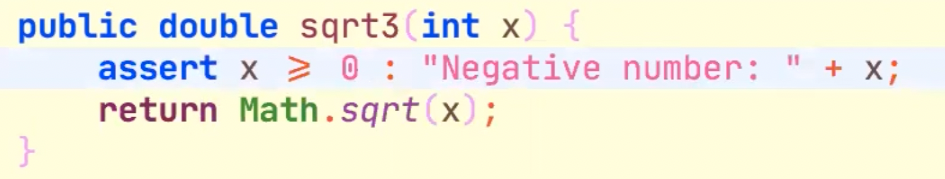 public double sqrt3(int x) {
    assert x >= 0 : "Negative number: " + x;
    return Math.sqrt(x);
}